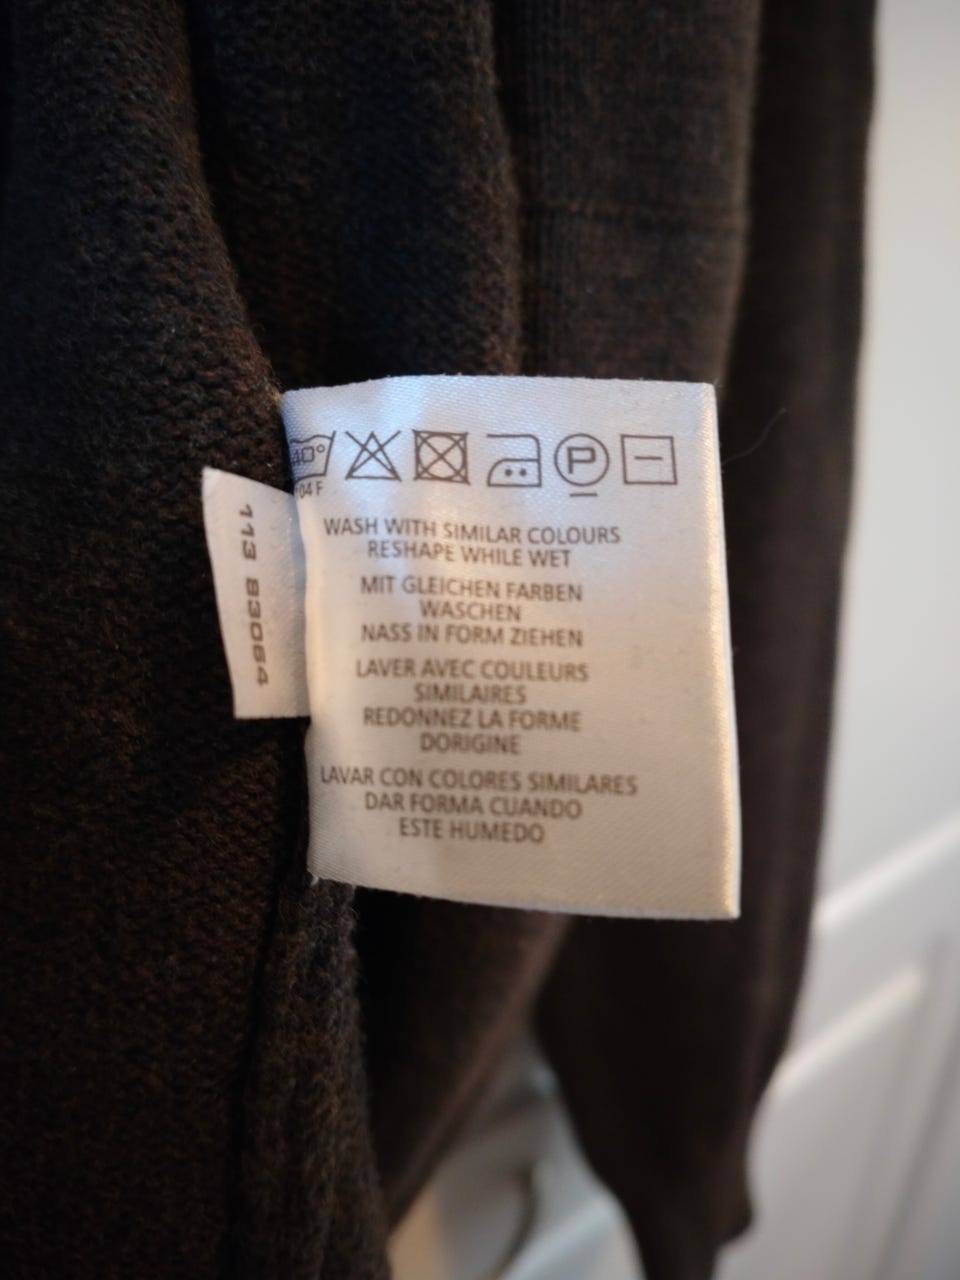 40°
04 F
P
WASH WITH SIMILAR COLOURS
RESHAPE WHILE WET
MIT GLEICHEN FARBEN
WASCHEN
NASS IN FORM ZIEHEN
LAVER AVEC COULEURS
SIMILAIRES
REDONNEZ LA FORME
DORIGINE
LAVAR CON COLORES SIMILARES
DAR FORMA CUANDO
ESTE HUMEDO
113 83064